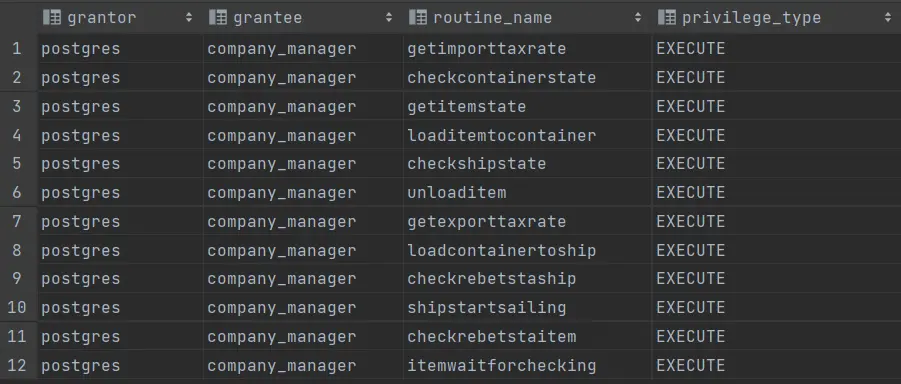 grantor grantee routine_name privilege_type
1 postgres company_manager getimporttaxrate EXECUTE
2 postgres company_manager checkcontainerstate EXECUTE
3 postgres company_manager getitemstate EXECUTE
4 postgres company_manager loaditemtocontainer EXECUTE
5 postgres company_manager checkshipstate EXECUTE
6 postgres company_manager unloaditem EXECUTE
7 postgres company_manager getexporttaxrate EXECUTE
8 postgres company_manager loadcontainertoship EXECUTE
9 postgres company_manager checkrebetstaship EXECUTE
10 postgres company_manager shipstartsailing EXECUTE
11 postgres company_manager checkrebetstaitem EXECUTE
12 postgres company_manager itemwaitforchecking EXECUTE